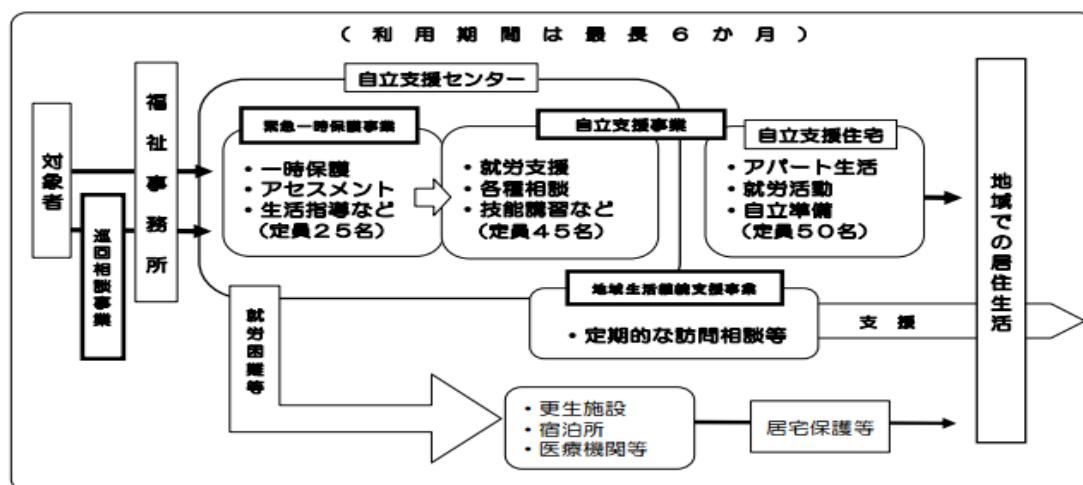 （利用期間は最長６か月）
自立支援センター
対象者
巡回相談事業
福祉事務所
緊急一時保護事業
・一時保護
・アセスメント
・生活指導など
（定員２５名）
自立支援事業
・就労支援
・各種相談
・技能講習など
（定員４５名）
自立支援住宅
・アパート生活
・就労活動
・自立準備
（定員５０名）
地域生活継続支援事業
・定期的な訪問相談等
支援
就労困難等
・更生施設
・宿泊所
・医療機関等
居宅保護等
地域での居住生活